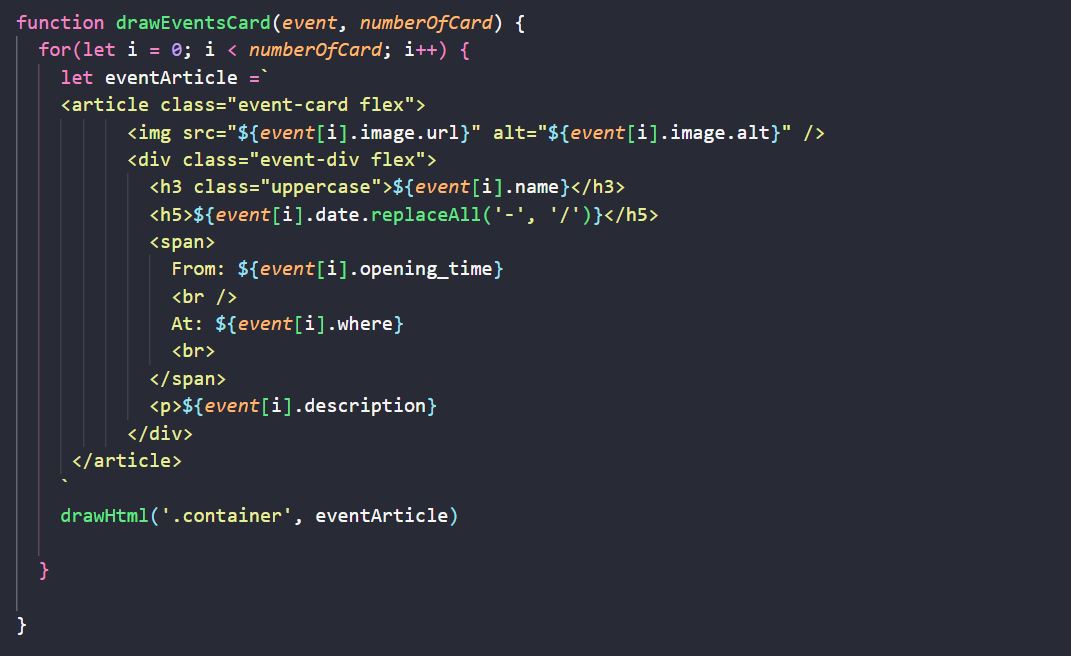 function drawEventsCard(event, numberOfCard) {
for(let i = 0; i < numberOfCard; i++) {
let eventArticle =`
<article class="event-card flex">
<img src="${event[i].image.url}" alt="${event[i].image.alt}" />
<div class="event-div flex">
<h3 class="uppercase">${event[i].name}</h3>
<h5>${event[i].date.replaceAll('-', '/')}</h5>
<span>
From: ${event[i].opening_time}
<br />
At: ${event[i].where}
<br>
</span>
<p>${event[i].description}
</div>
</article>
`
drawHtml('.container', eventArticle)
}
}